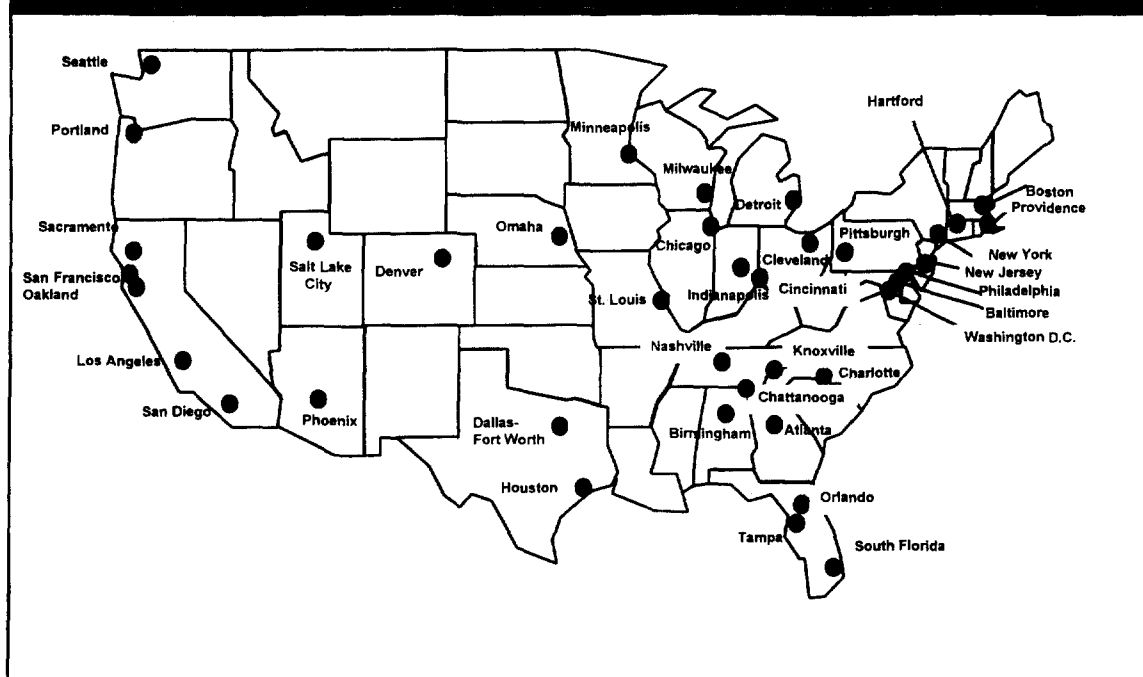 Seattle
Hartford
Portland
Minneapolis
Milwaukee
Detroit
Boston
Providence
Sacramento
Omaha
Chicago
Pittsburgh
Cleveland
New York
San Francisco
Oakland
Salt Lake
City
Denver
New Jersey
St. Louis
Indianapolis
Cincinnati
Philadelphia
Baltimore
Washington D.C.
Los Angeles
Nashville
Knoxville
Charlotte
San Diego
Phoenix
Chattanooga
Dallas-
Fort Worth
Birmingham
Atlanta
Houston
Orlando
Tampa
South Florida